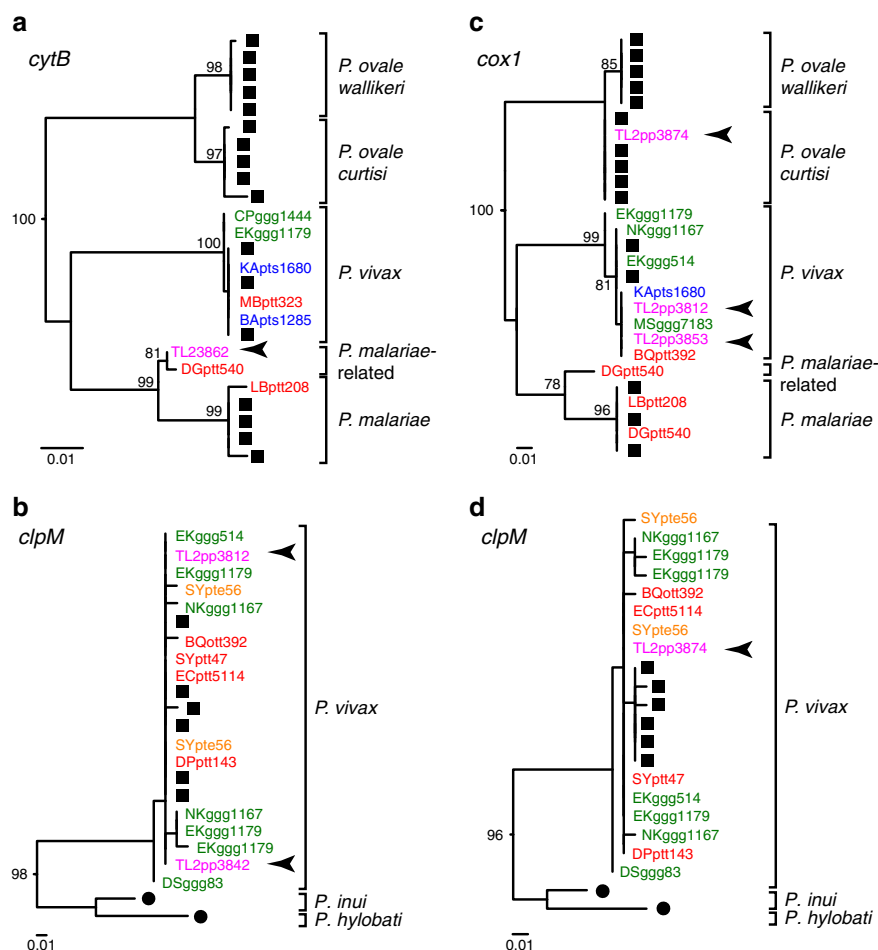 a
cytB
98
P. ovale
wallikeri
97
P. ovale
curtisi
100
CPggg1444
EKggg1179
100
KApts1680
MBptt323
BApts1285
P. vivax
TL23862
81
DGptt540
P. malariae-
related
99
LBptt208
99
P. malariae
0.01
c
cox1
85
P. ovale
wallikeri
TL2pp3874
P. ovale
curtisi
100
EKggg1179
NKggg1167
99
EKggg514
81
KApts1680
TL2pp3812
MSggg7183
TL2pp3853
BQptt392
P. vivax
DGptt540
P. malariae-
related
78
LBptt208
96
DGptt540
P. malariae
0.01
b
clpM
EKggg514
TL2pp3812
EKggg1179
SYpte56
NKggg1167
BQott392
SYptt47
ECptt5114
P. vivax
SYpte56
DPptt143
NKggg1167
EKggg1179
EKggg1179
TL2pp3842
98
DSggg83
P. inui
P. hylobati
0.01
d
clpM
SYpte56
NKggg1167
EKggg1179
EKggg1179
BQott392
ECptt5114
SYpte56
TL2pp3874
P. vivax
SYptt47
EKggg514
EKggg1179
96
NKggg1167
DPptt143
DSggg83
P. inui
P. hylobati
0.01